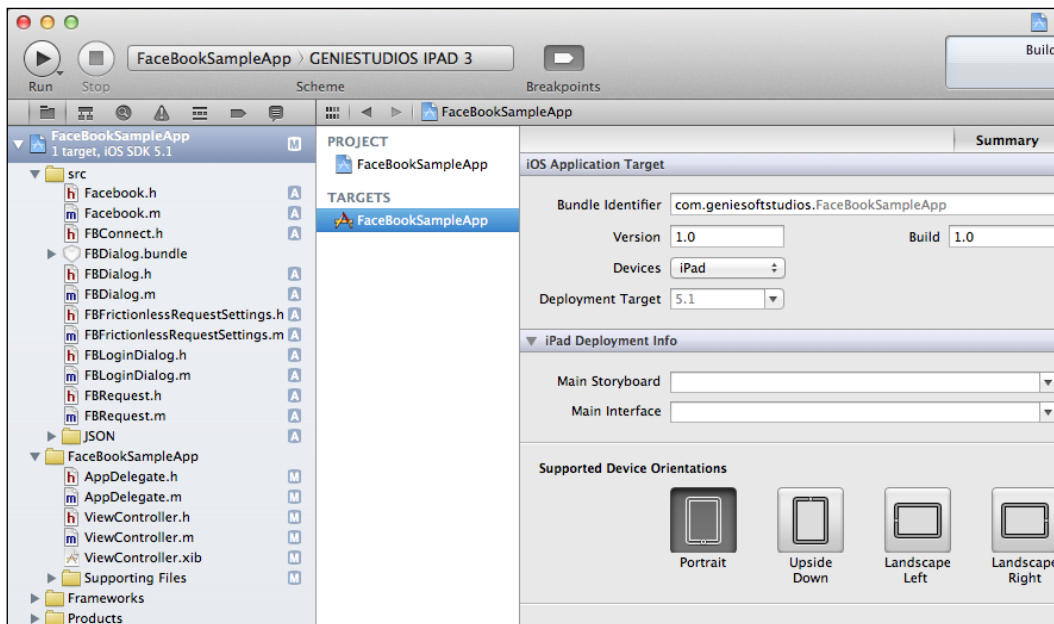 FaceBookSampleApp 〉 GENIESTUDIOS IPAD 3
Build
Run
Stop
Scheme
Breakpoints
FaceBookSampleApp
FaceBookSampleApp
1 target, iOS SDK 5.1
M
src
h Facebook.h A
m Facebook.m A
h FBConnect.h A
FBDialog.bundle
h FBDialog.h A
m FBDialog.m A
h FBFrictionlessRequestSettings.h A
m FBFrictionlessRequestSettings.m A
h FBLoginDialog.h A
m FBLoginDialog.m A
h FBRequest.h A
m FBRequest.m A
JSON A
FaceBookSampleApp
h AppDelegate.h M
m AppDelegate.m M
h ViewController.h M
m ViewController.m M
ViewController.xib M
Supporting Files M
Frameworks
Products
PROJECT
FaceBookSampleApp
TARGETS
FaceBookSampleApp
Summary
iOS Application Target
Bundle Identifier com.geniesoftstudios.FaceBookSampleApp
Version 1.0 Build 1.0
Devices iPad
Deployment Target 5.1
iPad Deployment Info
Main Storyboard
Main Interface
Supported Device Orientations
Portrait
Upside
Down
Landscape
Left
Landscape
Right